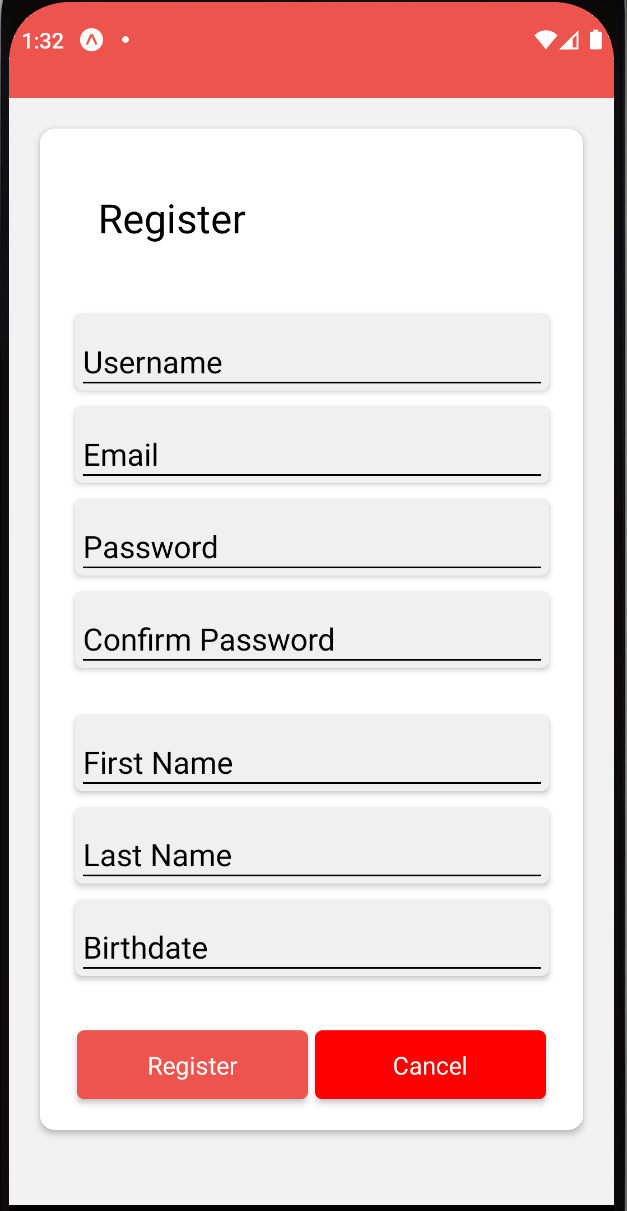 1:32
Register
Username
Email
Password
Confirm Password
First Name
Last Name
Birthdate
Register Cancel